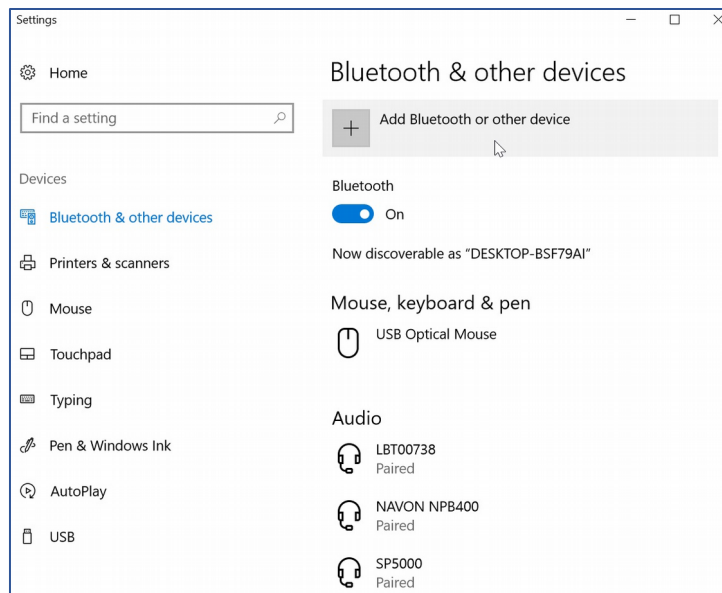 Settings
Home
Find a setting
Devices
Bluetooth & other devices
Printers & scanners
Mouse
Touchpad
Typing
Pen & Windows Ink
AutoPlay
USB
Bluetooth & other devices
Add Bluetooth or other device
Bluetooth
On
Now discoverable as “DESKTOP-BSF79AI”
Mouse, keyboard & pen
USB Optical Mouse
Audio
LBT00738
Paired
NAVON NPB400
Paired
SP5000
Paired